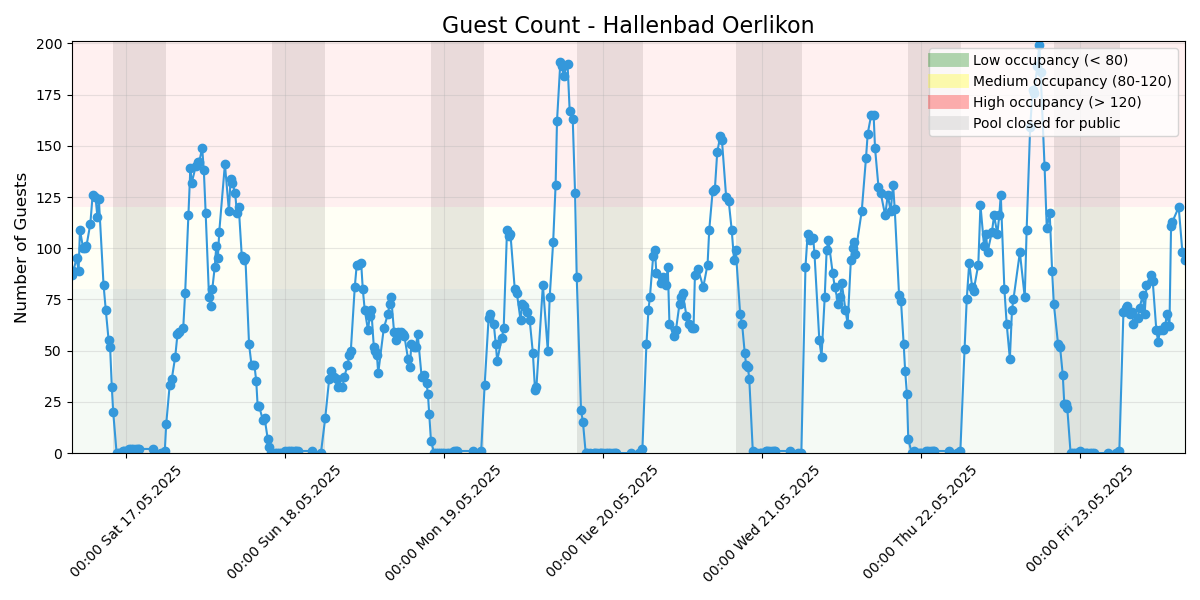 Guest Count - Hallenbad Oerlikon
Number of Guests
200
175
150
125
100
75
50
25
0
Low occupancy (< 80)
Medium occupancy (80-120)
High occupancy (> 120)
Pool closed for public
00:00 Sat 17.05.2025
00:00 Sun 18.05.2025
00:00 Mon 19.05.2025
00:00 Tue 20.05.2025
00:00 Wed 21.05.2025
00:00 Thu 22.05.2025
00:00 Fri 23.05.2025